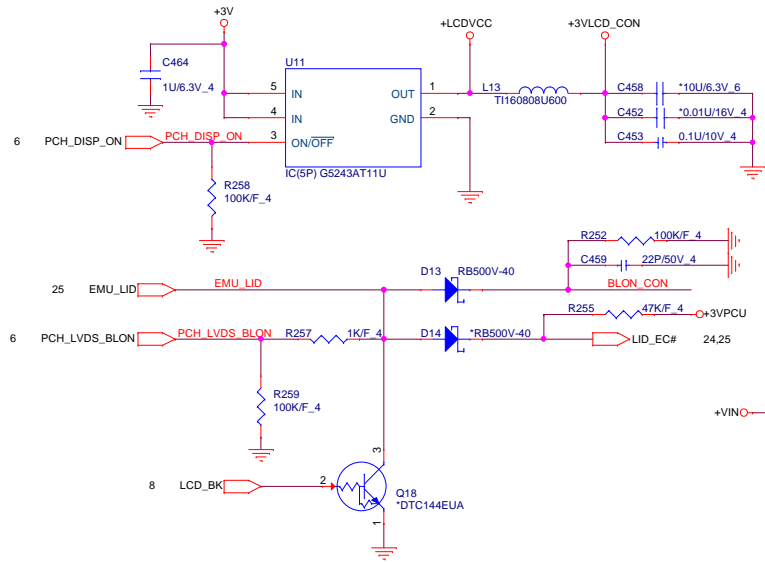 +3V
+LCDVCC
+3VLCD_CON
C464
1U/6.3V_4
U11
5 IN
4 IN
3 ON/OFF
OUT 1
GND 2
IC(5P) G5243AT11U
L13
TI160808U600
C458 *10U/6.3V_6
C452 *0.01U/16V_4
C453 0.1U/10V_4
6 PCH_DISP_ON PCH_DISP_ON
R258
100K/F_4
R252 100K/F_4
C459 22P/50V_4
25 EMU_LID EMU_LID
D13 RB500V-40
BLON_CON
R255 47K/F_4
+3VPCU
6 PCH_LVDS_BLON PCH_LVDS_BLON
R257 1K/F_4
D14 *RB500V-40
LID_EC# 24,25
R259
100K/F_4
+VIN
3
8 LCD_BK 2
Q18
*DTC144EUA
1